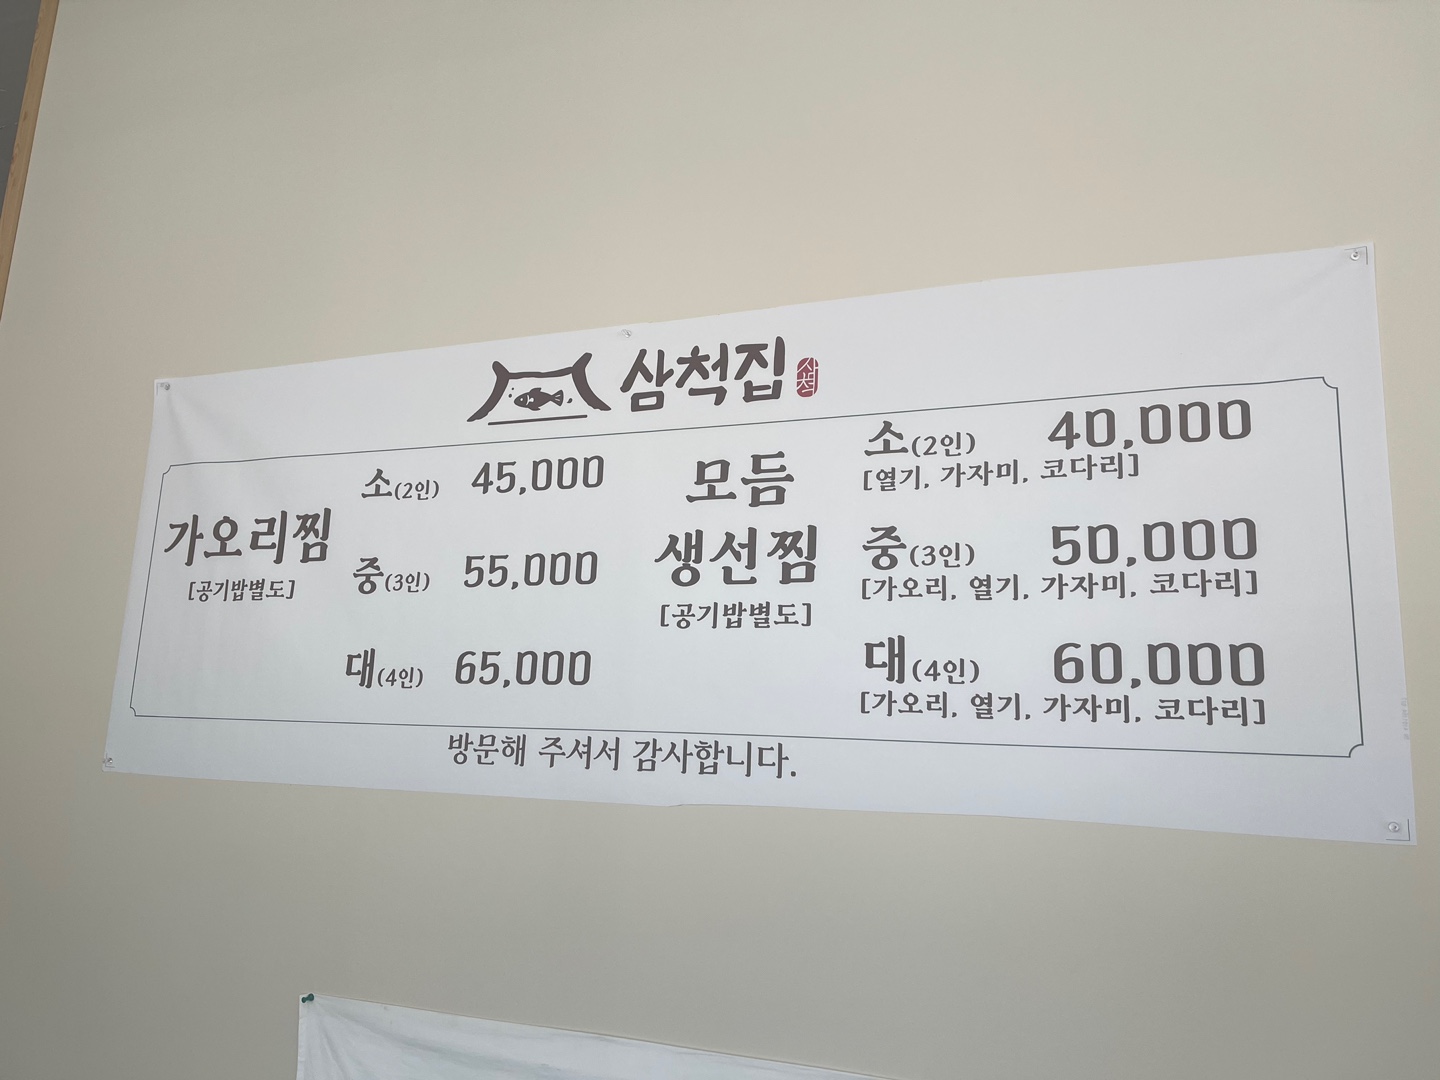 삼척집
가오리찜
[공기밥별도]
소(2인) 45,000
중(3인) 55,000
대(4인) 65,000
모듬
생선찜
[공기밥별도]
소(2인) 40,000
[열기, 가자미, 코다리]
중(3인) 50,000
[가오리, 열기, 가자미, 코다리]
대(4인) 60,000
[가오리, 열기, 가자미, 코다리]
방문해 주셔서 감사합니다.